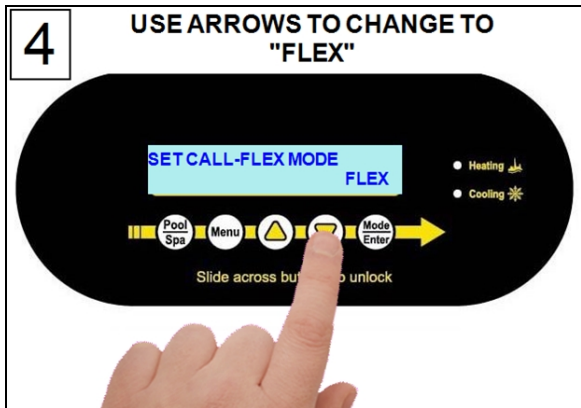 4
USE ARROWS TO CHANGE TO
"FLEX"
SET CALL-FLEX MODE
FLEX
Heating
Cooling
Pool
Spa
Menu
Mode
Enter
Slide across but o unlock